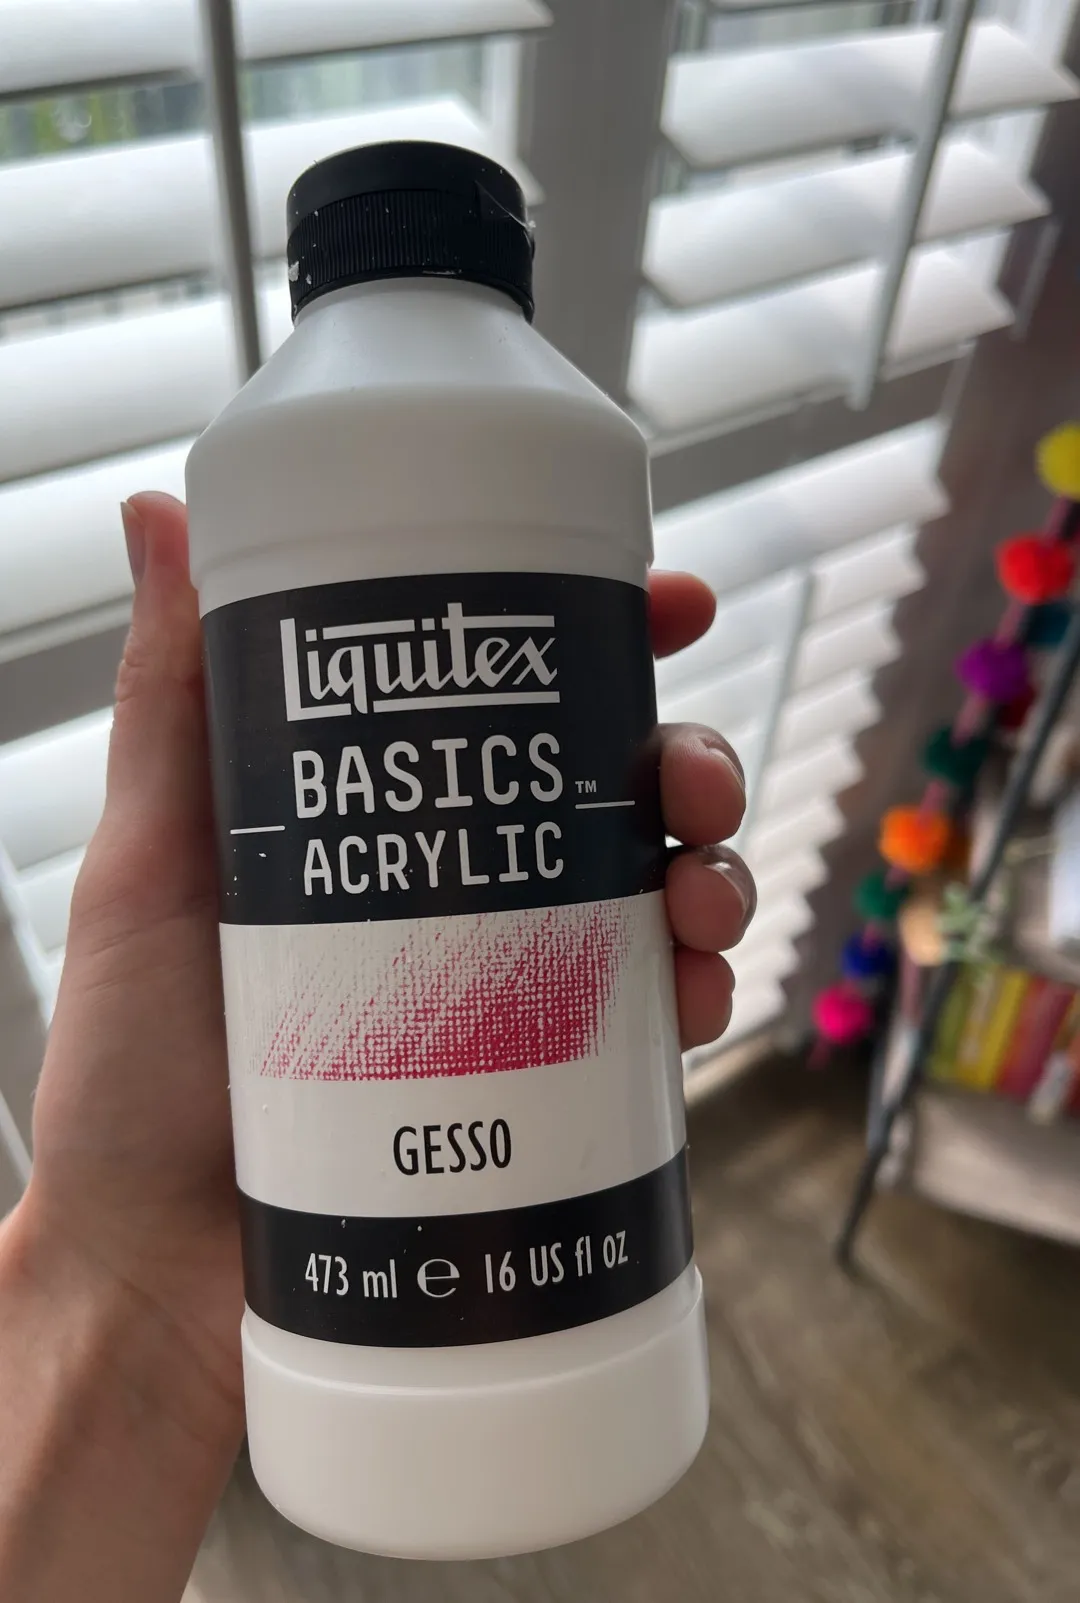 Liquitex
BASICS™
ACRYLIC
GESSO
473 ml ℮ 16 US fl oz